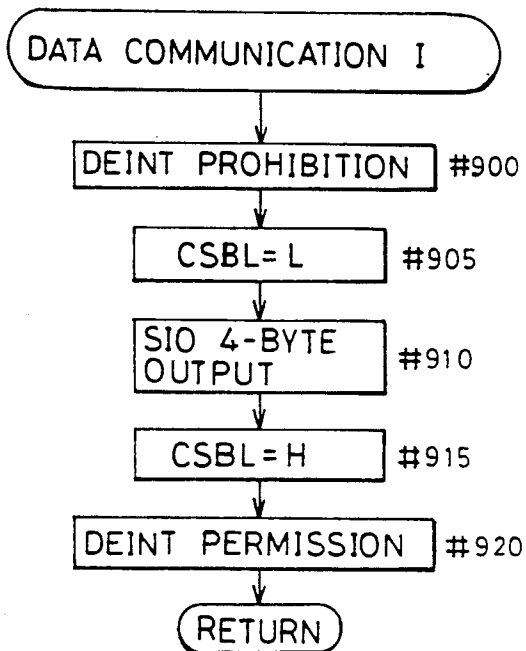 DATA COMMUNICATION I
DEINT PROHIBITION #900
CSBL=L #905
SIO 4-BYTE
OUTPUT #910
CSBL=H #915
DEINT PERMISSION #920
RETURN